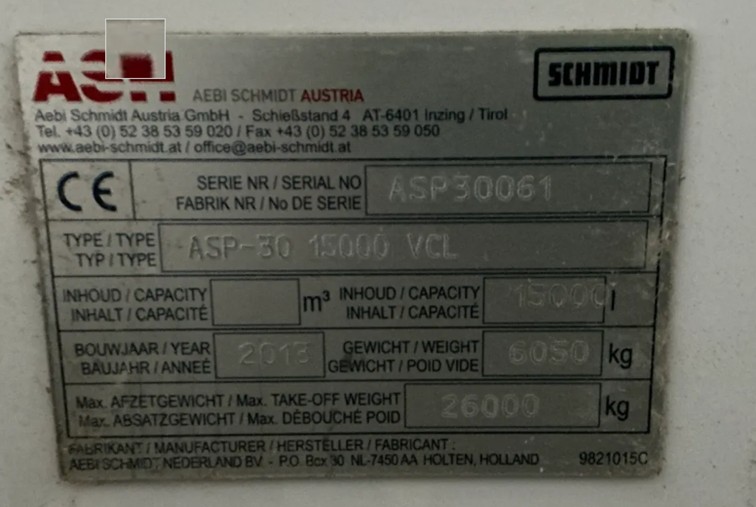 ASH AEBI SCHMIDT AUSTRIA SCHMIDT
Aebi Schmidt Austria GmbH - Schießstand 4 AT-6401 Inzing / Tirol
Tel. +43 (0) 52 38 53 59 020 / Fax +43 (0) 52 38 53 59 050
www.aebi-schmidt.at / office@aebi-schmidt.at
CE SERIE NR / SERIAL NO ASP30061
FABRIK NR / No DE SERIE
TYPE / TYPE ASP-30 15000 VCL
TYP / TYPE
INHOUD / CAPACITY m³ INHOUD / CAPACITY 15000 l
INHALT / CAPACITÉ INHALT / CAPACITÉ
BOUWJAAR / YEAR 2013 GEWICHT / WEIGHT 6050 kg
BAUJAHR / ANNEÉ GEWICHT / POID VIDE
Max. AFZETGEWICHT / Max. TAKE-OFF WEIGHT 26000 kg
Max. ABSATZGEWICHT / Max. DÉBOUCHÉ POID
FABRIKANT / MANUFACTURER / HERSTELLER / FABRICANT :
AEBI SCHMIDT NEDERLAND BV - P.O. Box 30 NL-7450 AA HOLTEN, HOLLAND 9821015C